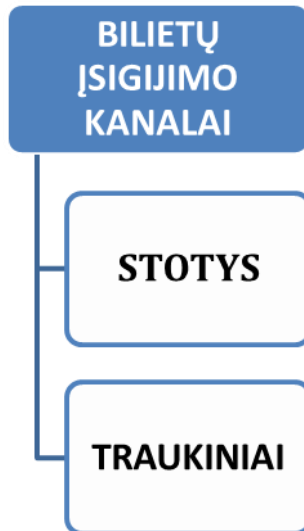 BILIETŲ
ĮSIGIJIMO
KANALAI
STOTYS
TRAUKINIAI